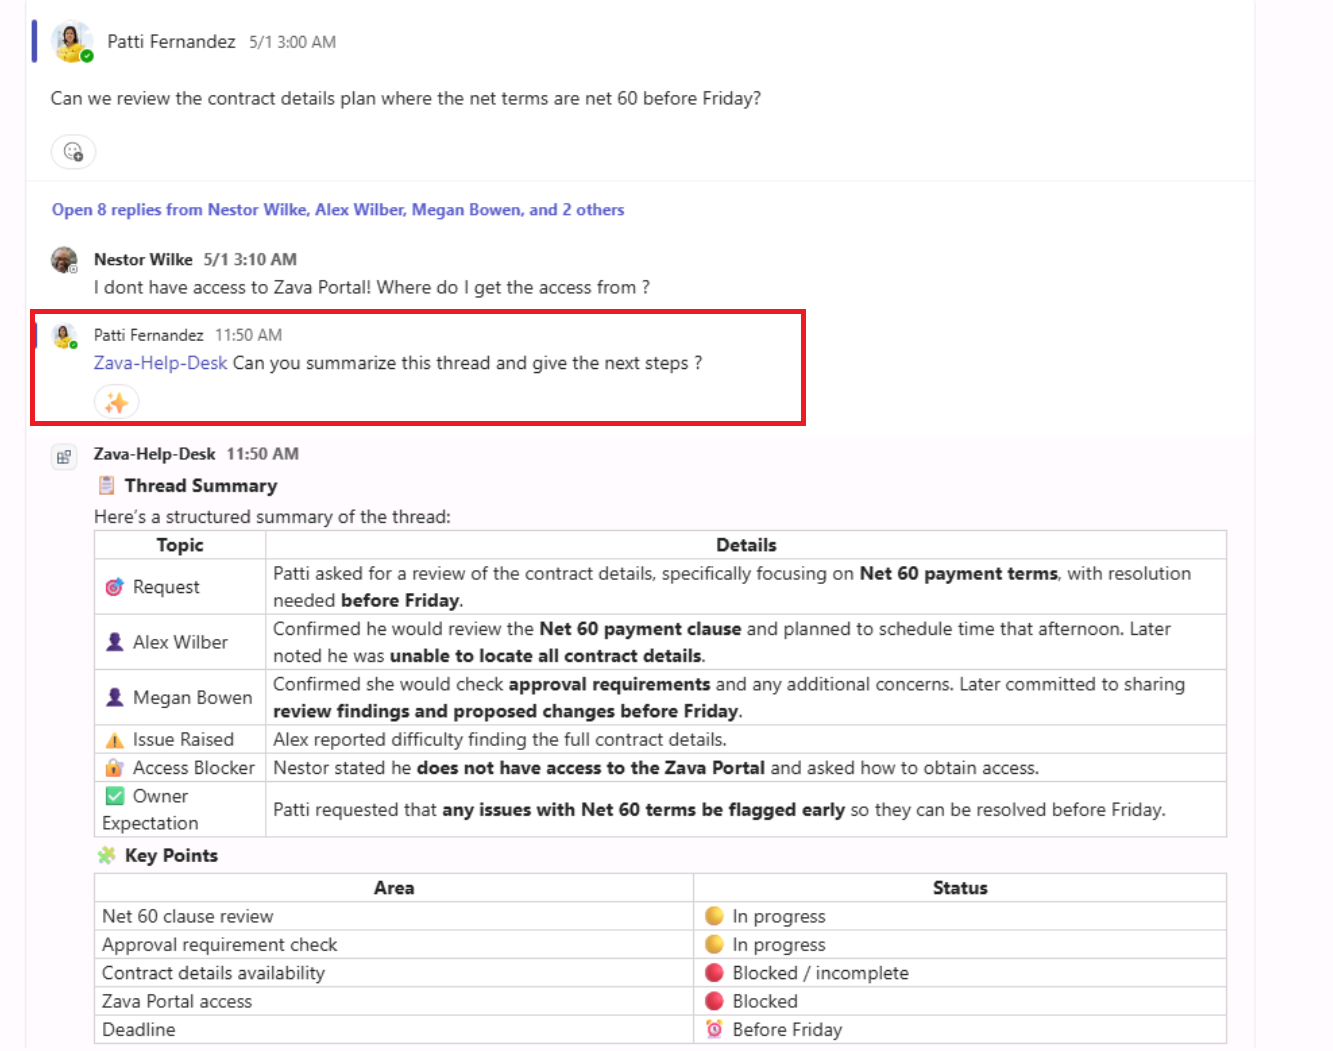 Patti Fernandez 5/1 3:00 AM
Can we review the contract details plan where the net terms are net 60 before Friday?
Open 8 replies from Nestor Wilke, Alex Wilber, Megan Bowen, and 2 others
Nestor Wilke 5/1 3:10 AM
I dont have access to Zava Portal! Where do I get the access from ?
Patti Fernandez 11:50 AM
Zava-Help-Desk Can you summarize this thread and give the next steps ?
Zava-Help-Desk 11:50 AM
Thread Summary
Here's a structured summary of the thread:
Topic Details
Request Patti asked for a review of the contract details, specifically focusing on Net 60 payment terms, with resolution
needed before Friday.
Alex Wilber Confirmed he would review the Net 60 payment clause and planned to schedule time that afternoon. Later
noted he was unable to locate all contract details.
Megan Bowen Confirmed she would check approval requirements and any additional concerns. Later committed to sharing
review findings and proposed changes before Friday.
Issue Raised Alex reported difficulty finding the full contract details.
Access Blocker Nestor stated he does not have access to the Zava Portal and asked how to obtain access.
Owner
Expectation Patti requested that any issues with Net 60 terms be flagged early so they can be resolved before Friday.
Key Points
Area Status
Net 60 clause review In progress
Approval requirement check In progress
Contract details availability Blocked / incomplete
Zava Portal access Blocked
Deadline Before Friday